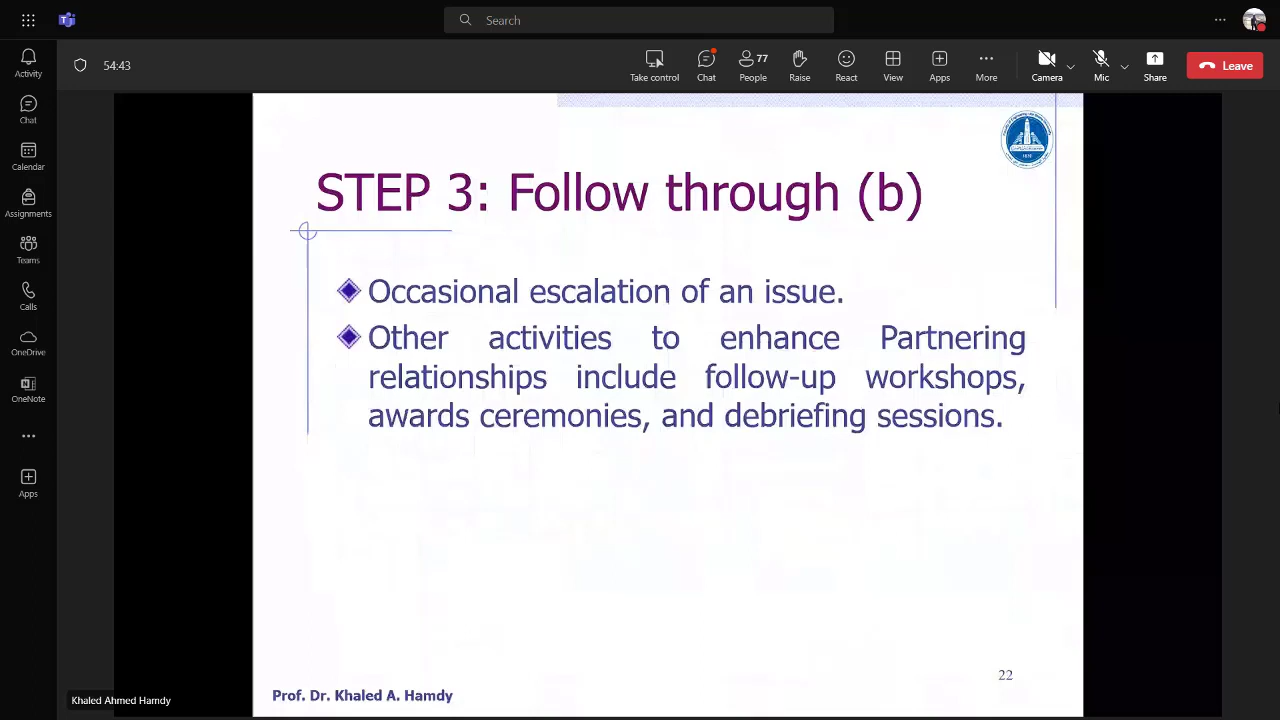 Search
54:43
Take control
Chat
77
People
Raise
React
View
Apps
More
Camera
Mic
Share
Leave
Activity
Chat
Calendar
Assignments
Teams
Calls
OneDrive
OneNote
Apps
STEP 3: Follow through (b)
Occasional escalation of an issue.
Other activities to enhance Partnering
relationships include follow-up workshops,
awards ceremonies, and debriefing sessions.
22
Prof. Dr. Khaled A. Hamdy
Khaled Ahmed Hamdy